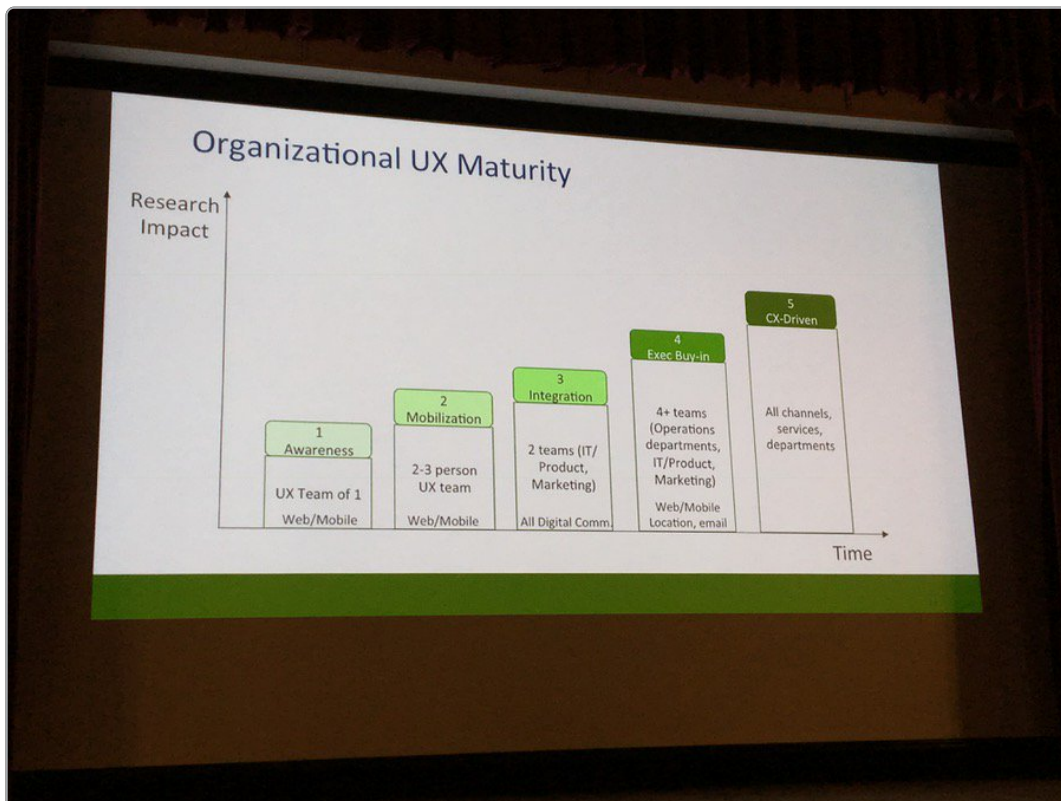 Organizational UX Maturity
Research
Impact
1
Awareness
UX Team of 1
Web/Mobile
2
Mobilization
2-3 person
UX team
Web/Mobile
3
Integration
2 teams (IT/
Product,
Marketing)
All Digital Comm.
4
Exec Buy-in
4+ teams
(Operations
departments,
IT/Product,
Marketing)
Web/Mobile
Location, email
5
CX-Driven
All channels,
services,
departments
Time